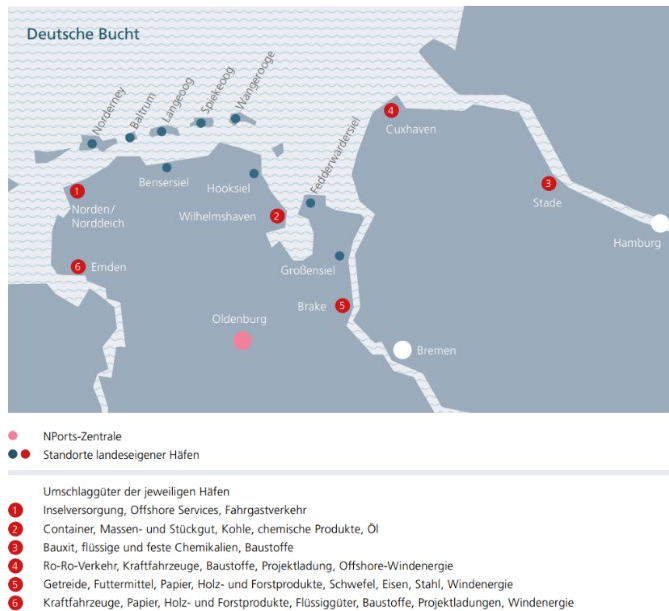 Deutsche Bucht
Norderney
Baltrum
Langeoog
Spiekeoog
Wangerooge
4
Cuxhaven
Fedderwardersiel
Bensersiel
Hooksiel
1
Norden/
Norddeich
Wilhelmshaven
2
3
Stade
Hamburg
6
Emden
Großensiel
Brake
5
Oldenburg
Bremen
NPorts-Zentrale
Standorte landeseigener Häfen
Umschlaggüter der jeweiligen Häfen
1 Inselversorgung, Offshore Services, Fahrgastverkehr
2 Container, Massen- und Stückgut, Kohle, chemische Produkte, Öl
3 Bauxit, flüssige und feste Chemikalien, Baustoffe
4 Ro-Ro-Verkehr, Kraftfahrzeuge, Baustoffe, Projektladung, Offshore-Windenergie
5 Getreide, Futtermittel, Papier, Holz- und Forstprodukte, Schwefel, Eisen, Stahl, Windenergie
6 Kraftfahrzeuge, Papier, Holz- und Forstprodukte, Flüssiggüter, Baustoffe, Projektladungen, Windenergie